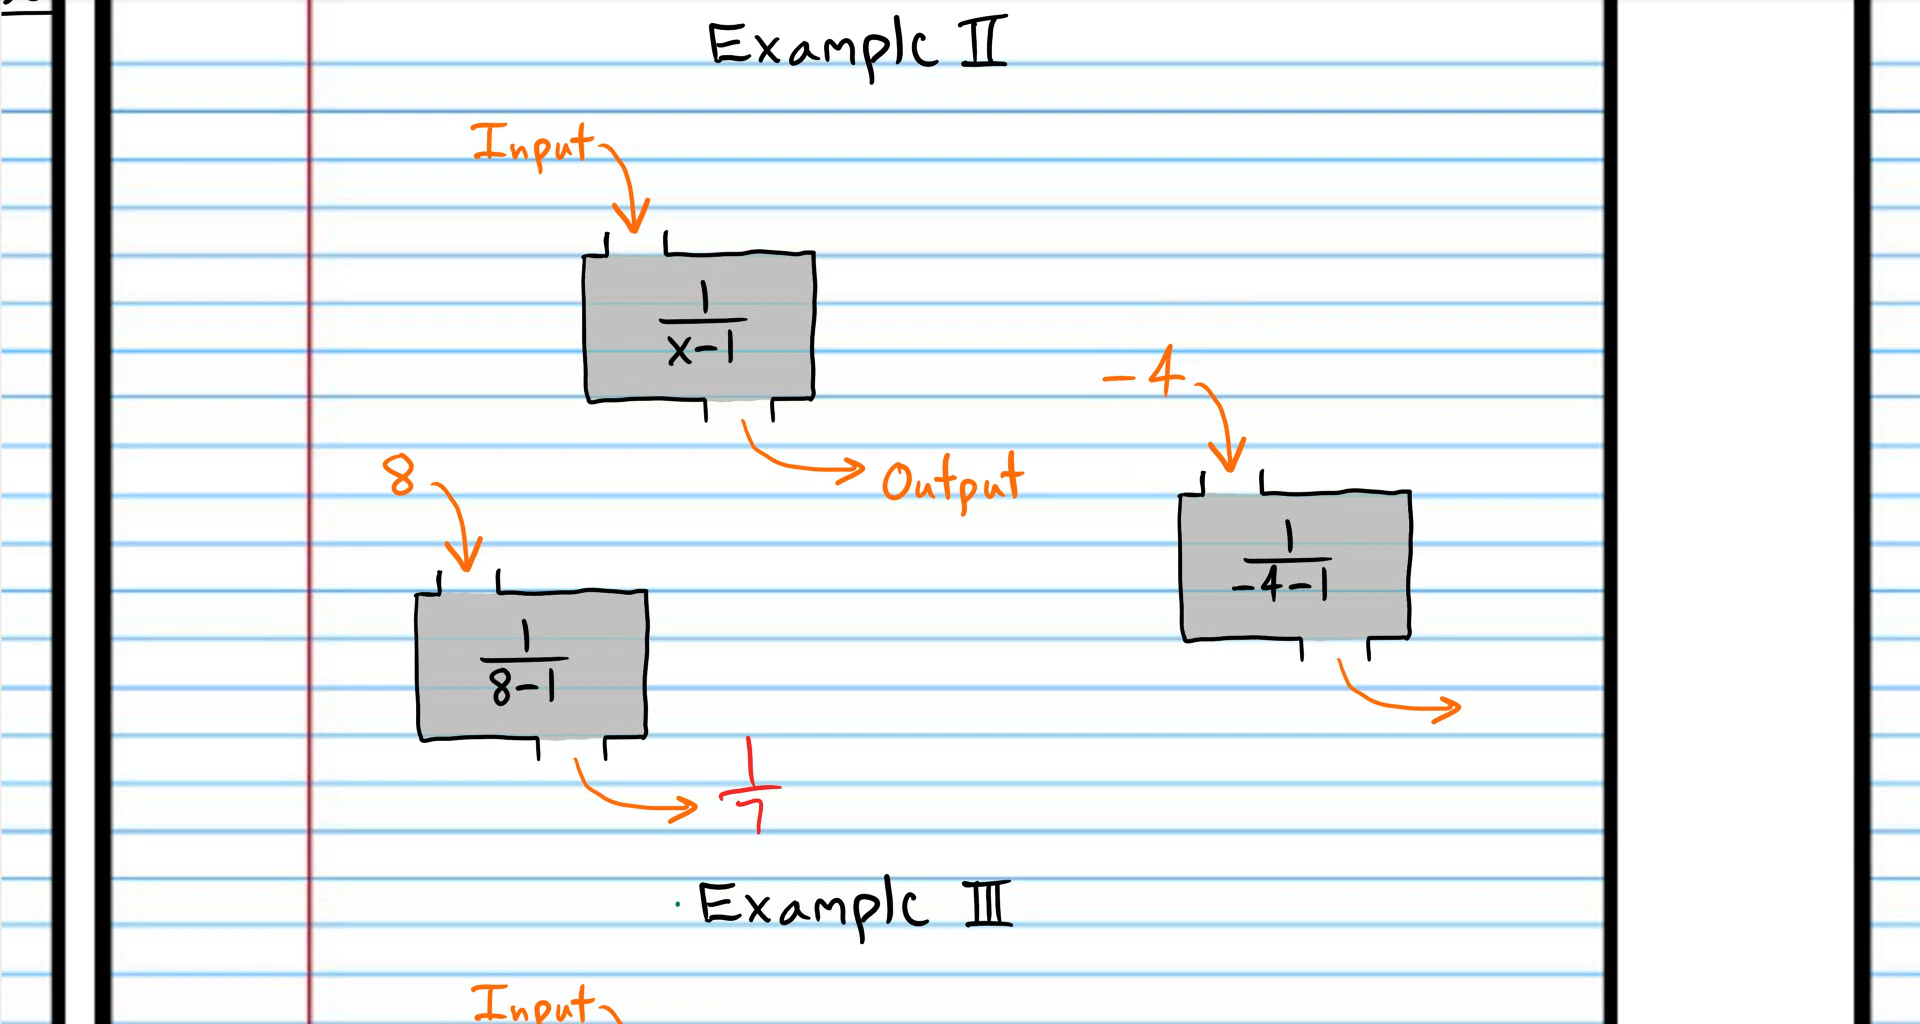 Example II
Input
1
x-1
-4
8
Output
1
-4-1
1
8-1
1
7
Example III
Input